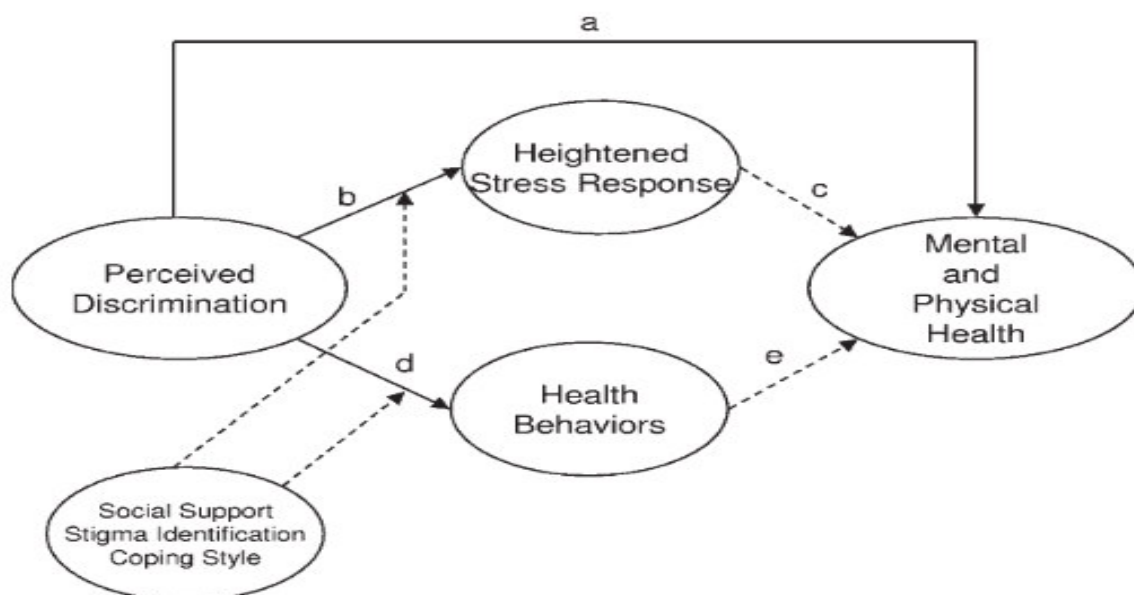 a
Heightened
Stress Response
b
c
Perceived
Discrimination
Mental
and
Physical
Health
d
e
Health
Behaviors
Social Support
Stigma Identification
Coping Style